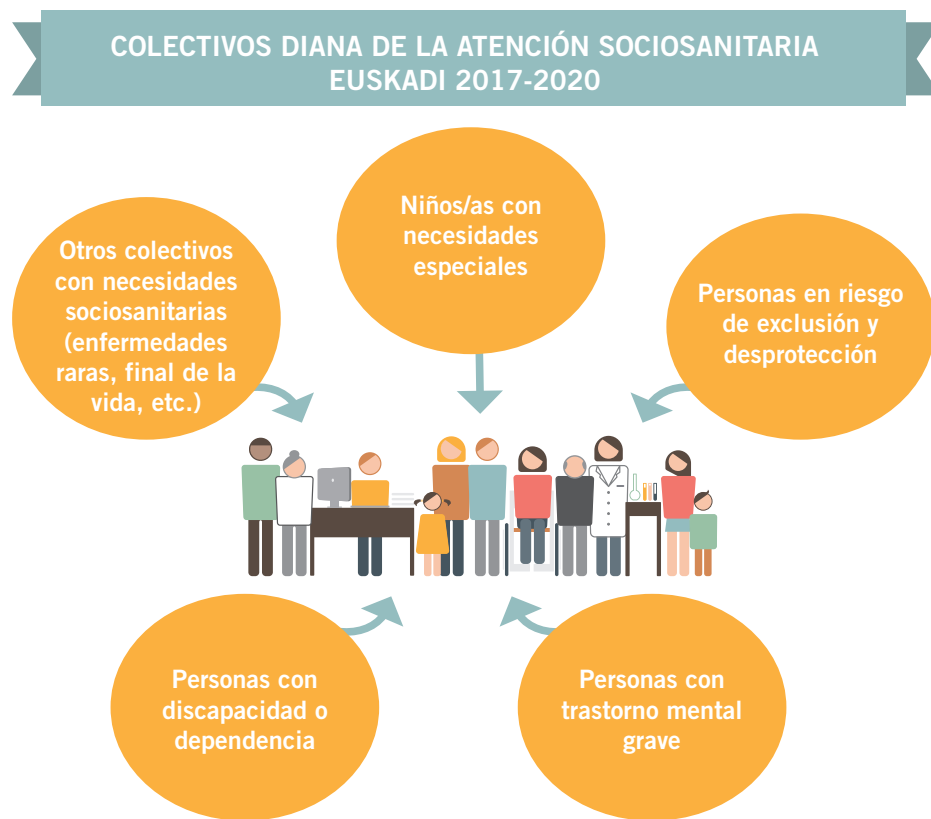 COLECTIVOS DIANA DE LA ATENCIÓN SOCIOSANITARIA
EUSKADI 2017-2020
Niños/as con
necesidades
especiales
Otros colectivos
con necesidades
sociosanitarias
(enfermedades
raras, final de la
vida, etc.)
Personas en riesgo
de exclusión y
desprotección
Personas con
discapacidad o
dependencia
Personas con
trastorno mental
grave